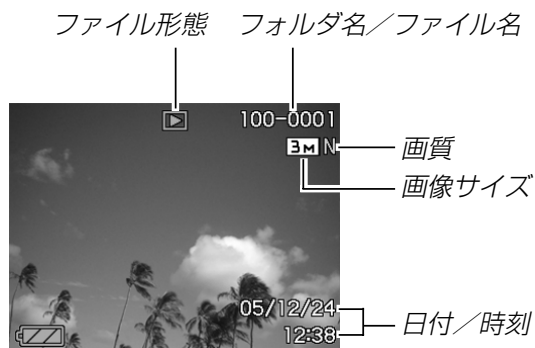 ファイル形態 フォルダ名／ファイル名
100-0001
3M N
画質
画像サイズ
05/12/24
12:38
日付／時刻